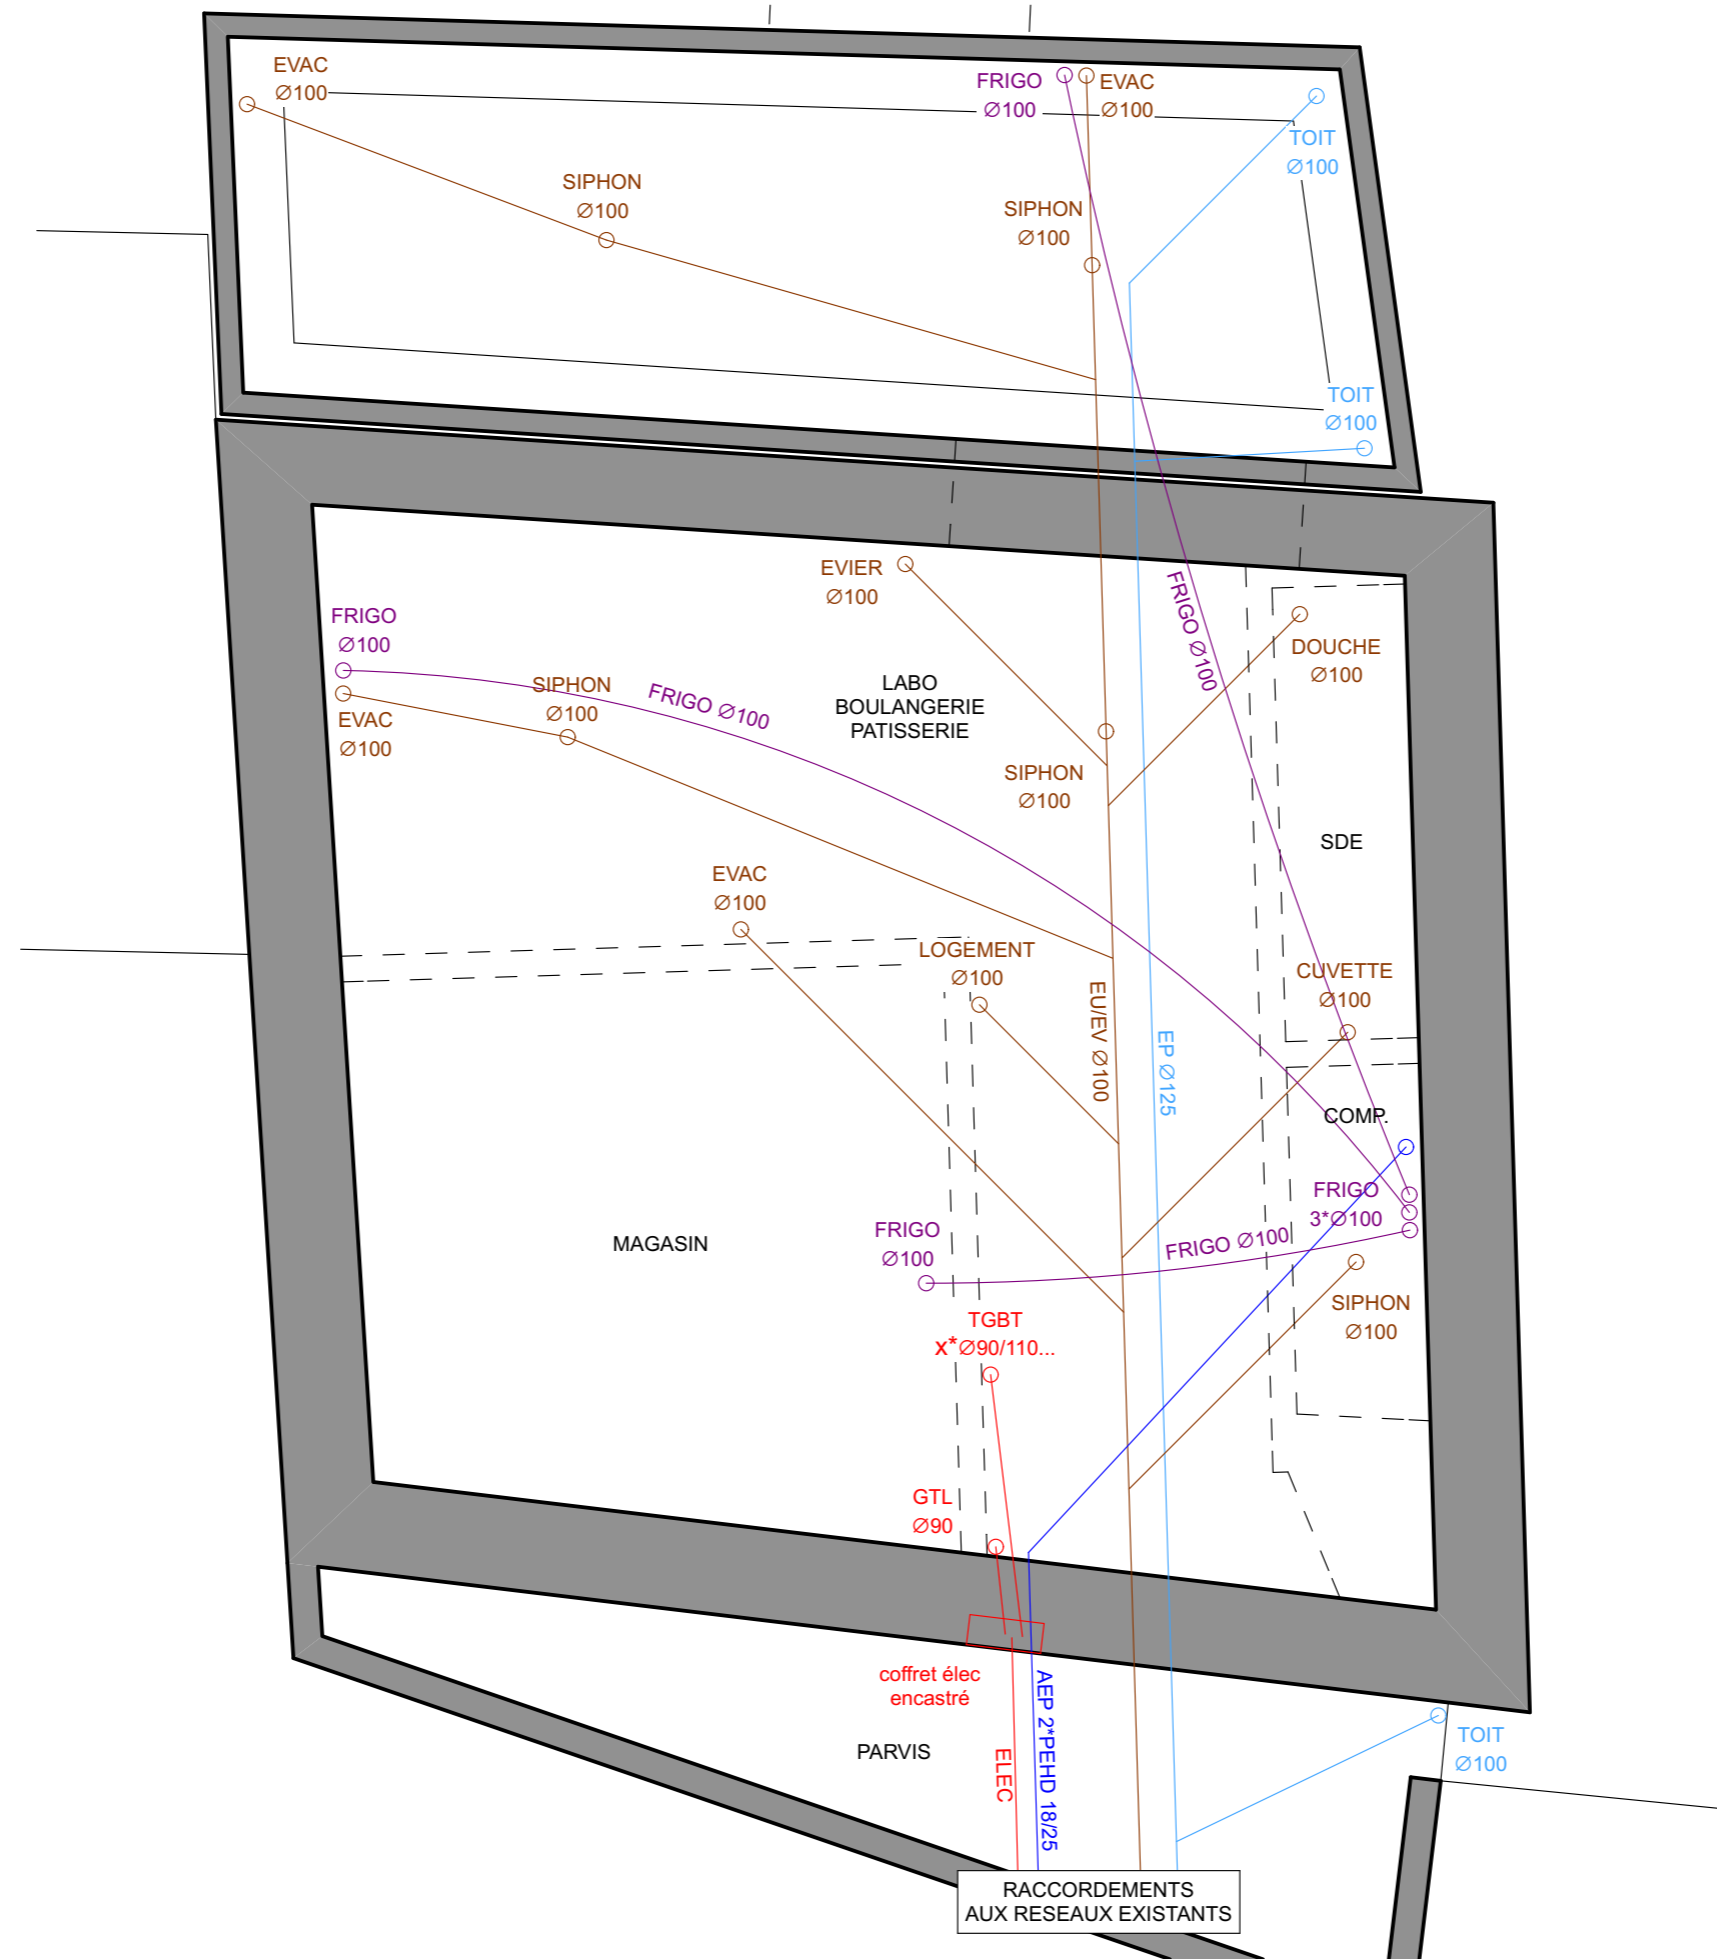 EVAC
Ø100
FRIGO
Ø100
EVAC
Ø100
TOIT
Ø100
SIPHON
Ø100
SIPHON
Ø100
TOIT
Ø100
EVIER
Ø100
FRIGO Ø100
DOUCHE
Ø100
FRIGO
Ø100
SIPHON
Ø100
FRIGO Ø100
LABO
BOULANGERIE
PATISSERIE
EVAC
Ø100
SIPHON
Ø100
SDE
EVAC
Ø100
LOGEMENT
Ø100
CUVETTE
Ø100
EU/EV Ø100
EP Ø125
COMP.
FRIGO
3*Ø100
MAGASIN
FRIGO
Ø100
FRIGO Ø100
SIPHON
Ø100
TGBT
x*Ø90/110...
GTL
Ø90
coffret élec
encastré
AEP 2*PEHD 18/25
ELEC
PARVIS
TOIT
Ø100
RACCORDEMENTS
AUX RESEAUX EXISTANTS